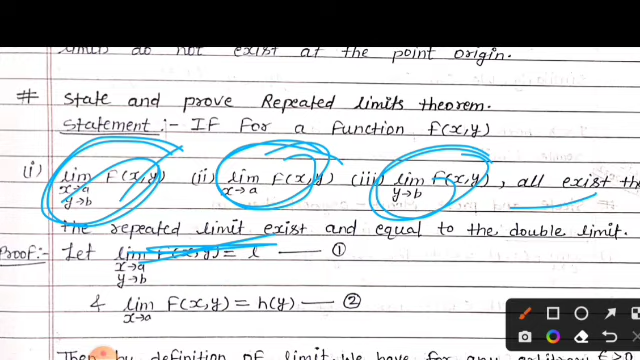 limits do not exist at the point origin.
# State and prove Repeated limits theorem.
Statement:- IF For a function f(x,y)
(i) lim x→a y→b F(x,y) (ii) lim x→a F(x,y) (iii) lim y→b F(x,y), all exist the
the repeated limit exist and equal to the double limit.
Proof:- Let lim x→a y→b F(x,y) = l —— ①
& lim x→a F(x,y) = h(y) —— ②
Then by definition of limit, We have for any arbitrary ε>0